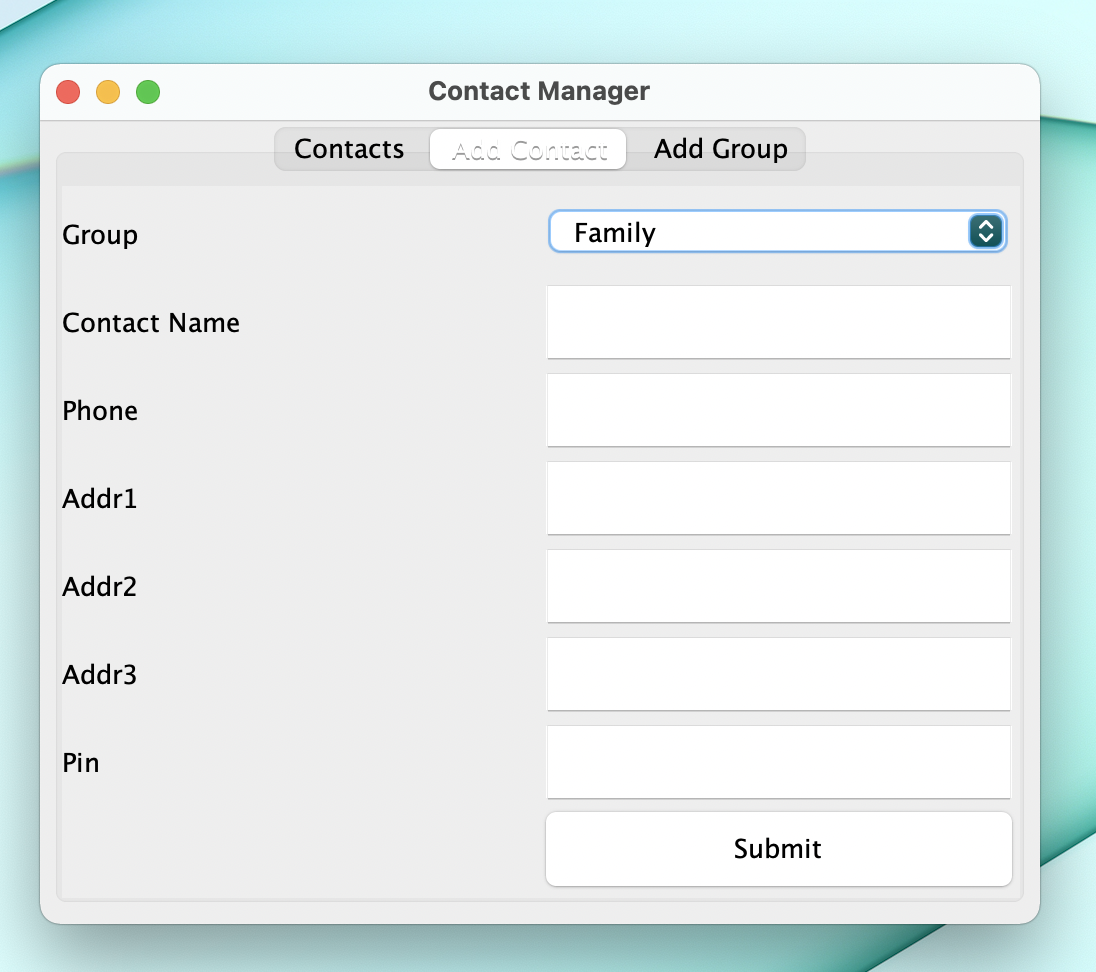 Contact Manager
Contacts Add Contact Add Group
Group Family
Contact Name
Phone
Addr1
Addr2
Addr3
Pin
Submit